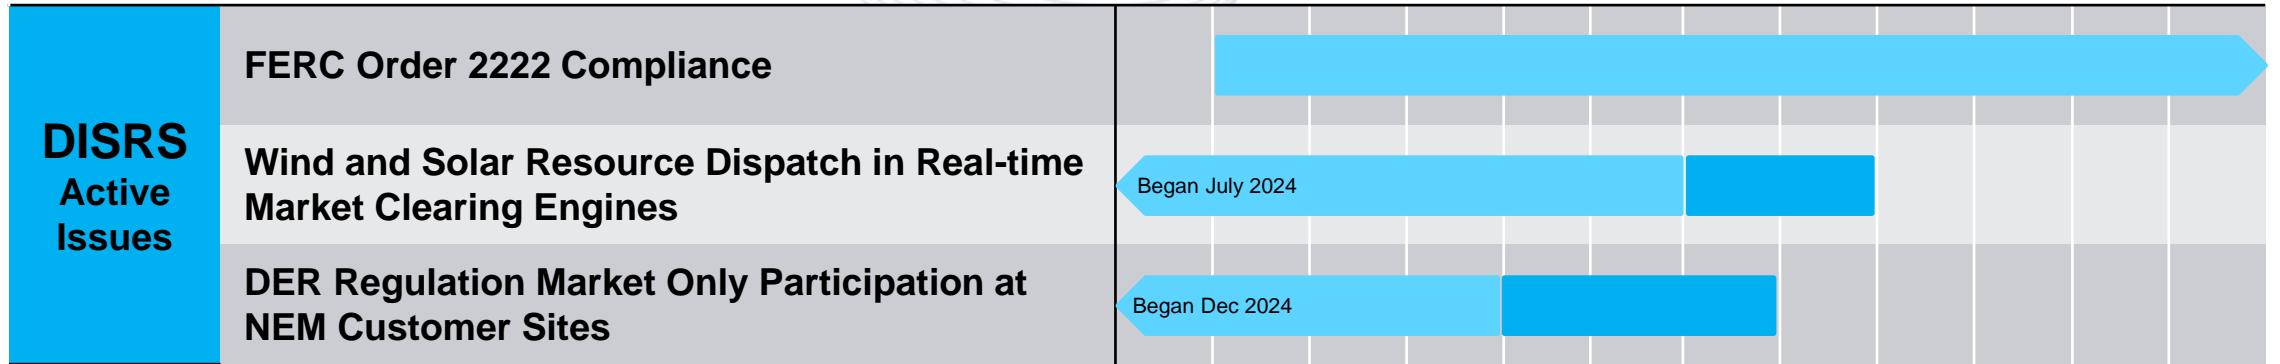 DISRS
Active
Issues
FERC Order 2222 Compliance
Wind and Solar Resource Dispatch in Real-time
Market Clearing Engines
Began July 2024
DER Regulation Market Only Participation at
NEM Customer Sites
Began Dec 2024